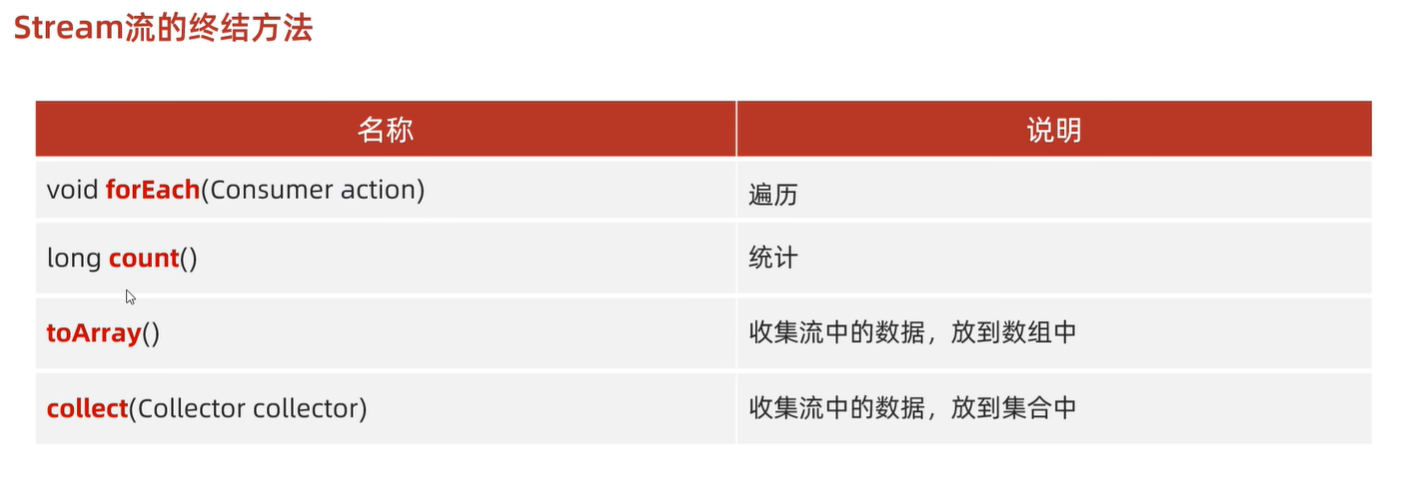 Stream流的终结方法
名称 说明
void forEach(Consumer action) 遍历
long count() 统计
toArray() 收集流中的数据，放到数组中
collect(Collector collector) 收集流中的数据，放到集合中